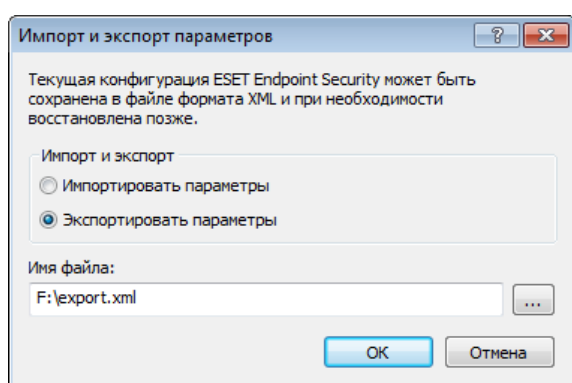 Импорт и экспорт параметров
Текущая конфигурация ESET Endpoint Security может быть
сохранена в файле формата XML и при необходимости
восстановлена позже.
Импорт и экспорт
Импортировать параметры
Экспортировать параметры
Имя файла:
F:\export.xml
...
ОК
Отмена